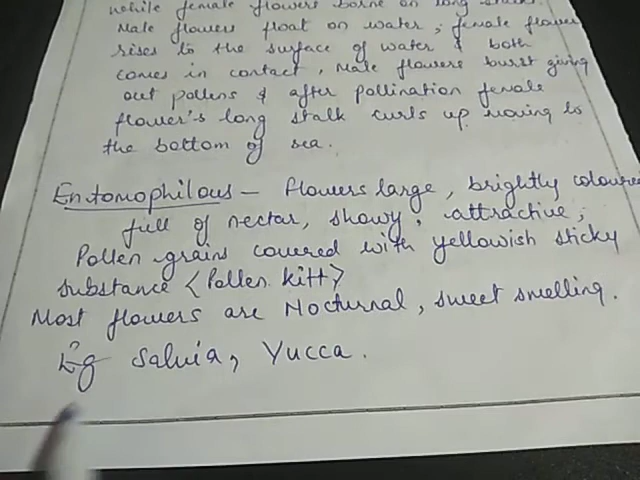 while female flowers borne on long stalk.
Male flowers float on water, female flower
rises to the surface of water & both
comes in contact, Male flowers burst giving
out pollens & after pollination female
flower's long stalk curls up moving to
the bottom of sea.
Entomophilous – flowers large, brightly coloured
full of nectar, showy, attractive;
Pollen grains covered with yellowish sticky
substance <Pollen kitt>
Most flowers are Nocturnal, sweet smelling.
Eg Salvia, Yucca.